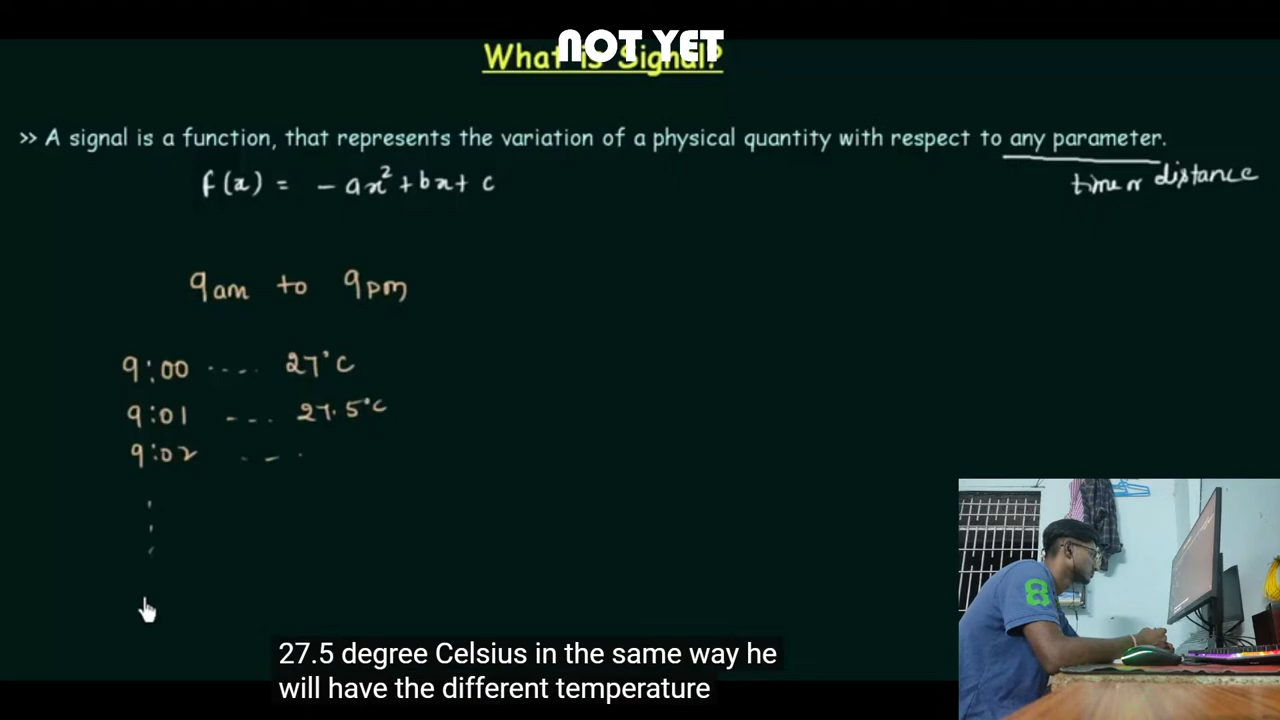 NOT YET
What is Signal?
>> A signal is a function, that represents the variation of a physical quantity with respect to any parameter.
f(x) = - ax² + bx + c
time or distance
9am to 9pm
9:00 .... 27°C
9:01 --- 27.5°C
9:02 ---
8
27.5 degree Celsius in the same way he
will have the different temperature